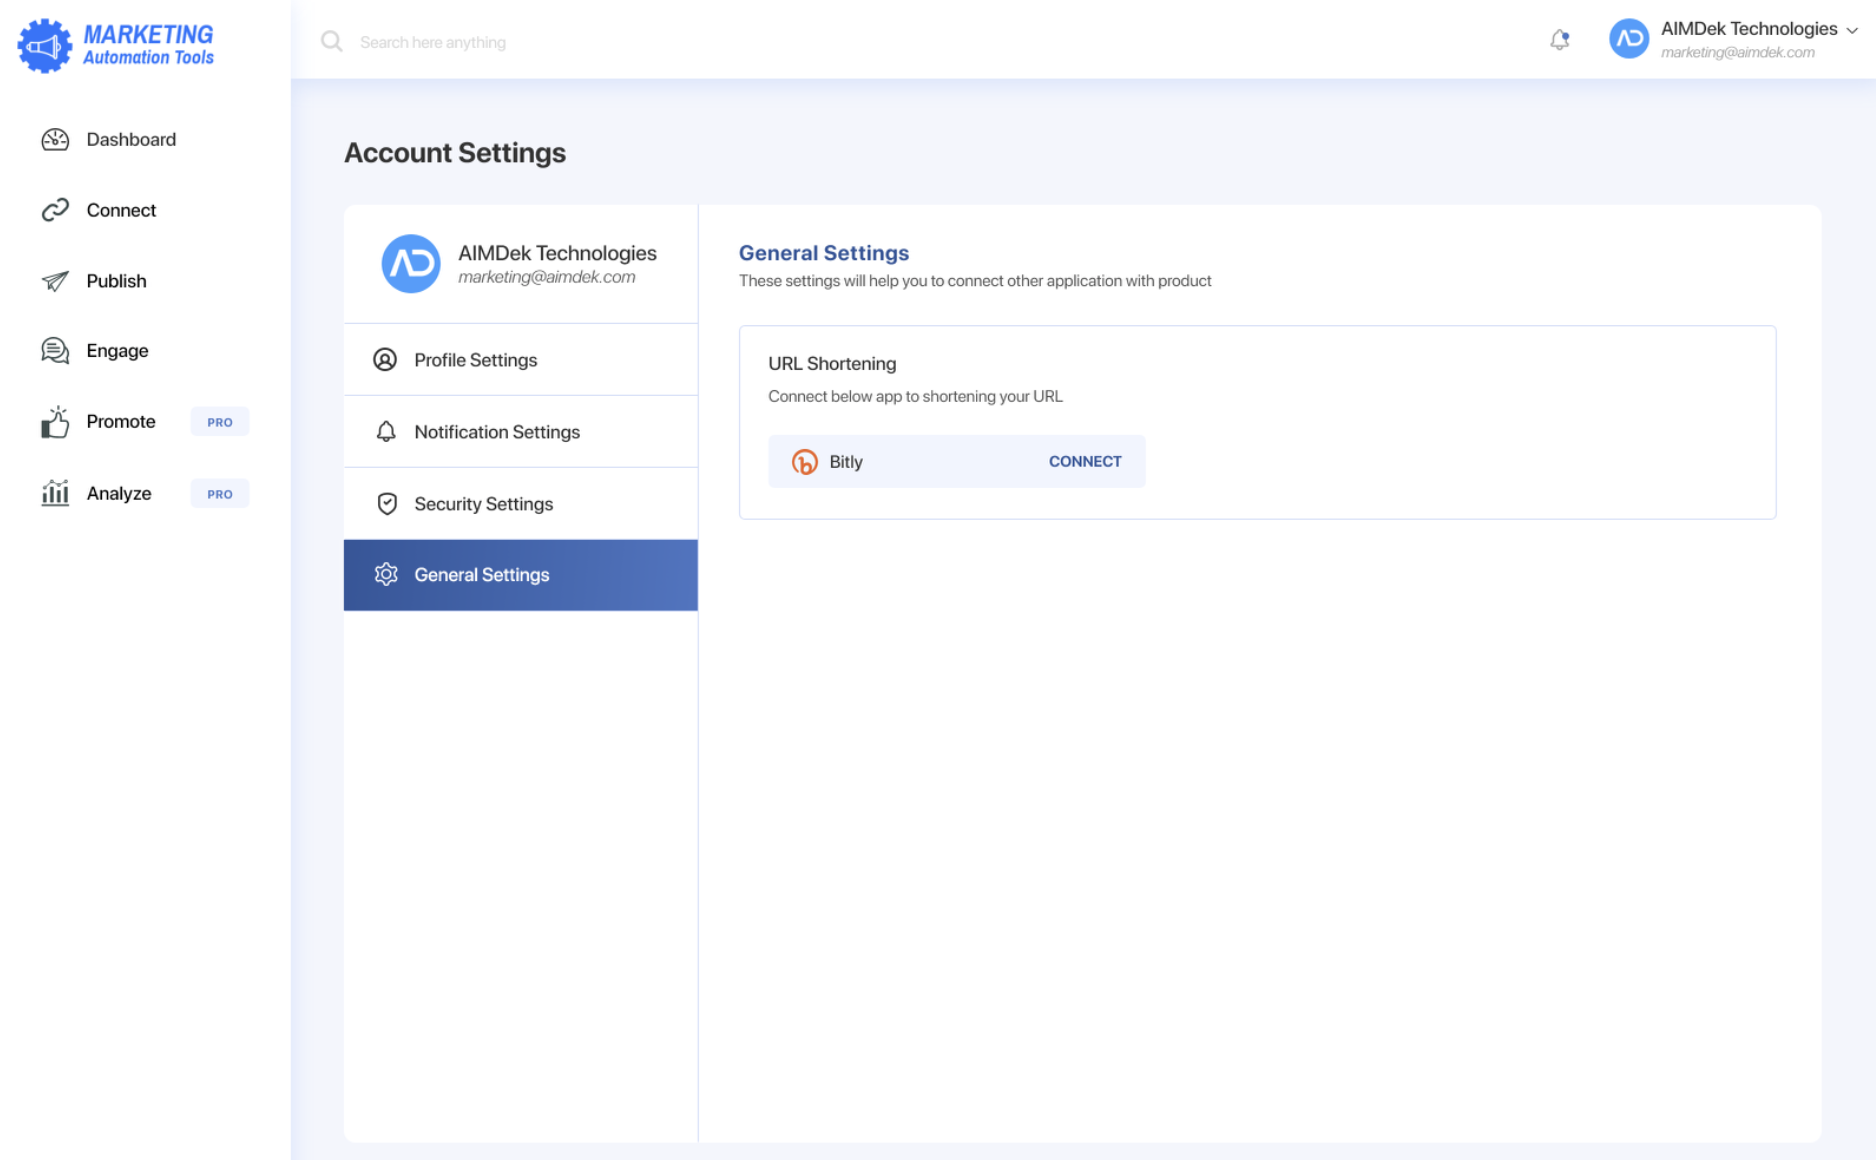 MARKETING
Automation Tools
Search here anything
AIMDek Technologies
marketing@aimdek.com
Dashboard
Connect
Publish
Engage
Promote PRO
Analyze PRO
Account Settings
AIMDek Technologies
marketing@aimdek.com
Profile Settings
Notification Settings
Security Settings
General Settings
General Settings
These settings will help you to connect other application with product
URL Shortening
Connect below app to shortening your URL
Bitly CONNECT